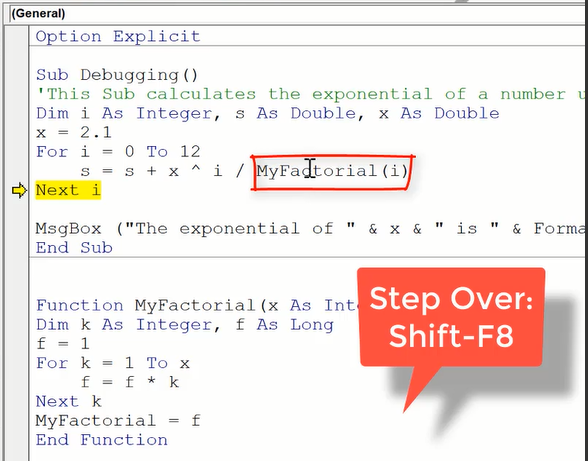 (General)
Option Explicit
Sub Debugging()
'This Sub calculates the exponential of a number
Dim i As Integer, s As Double, x As Double
x = 2.1
For i = 0 To 12
s = s + x ^ i / MyFactorial(i)
Next i
MsgBox ("The exponential of " & x & " is " &
End Sub
Function MyFactorial(x As
Dim k As Integer, f As Long
f = 1
For k = 1 To x
f = f * k
Next k
MyFactorial = f
End Function
Step Over:
Shift-F8